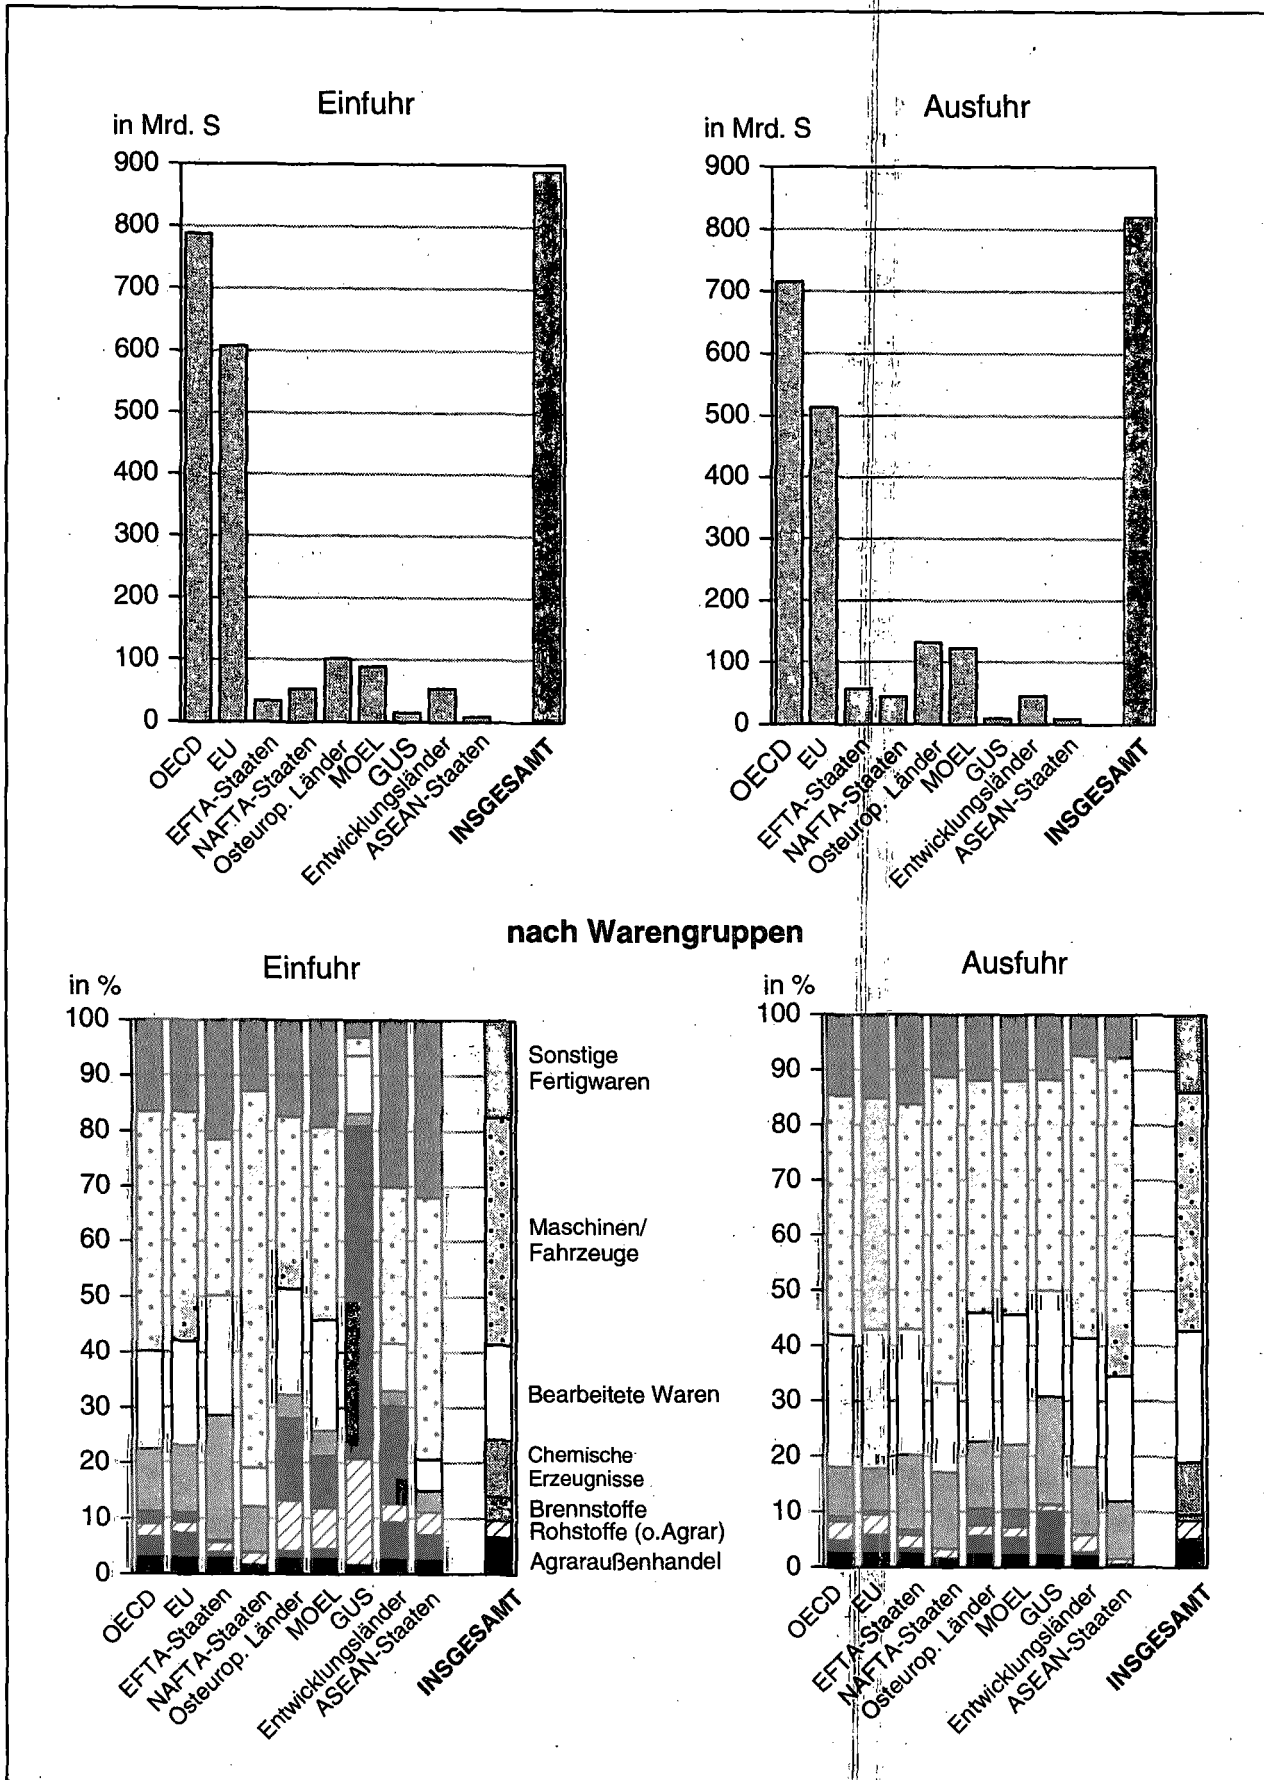 Einfuhr
in Mrd. S
900
800
700
600
500
400
300
200
100
0
OECD
EU
EFTA-Staaten
NAFTA-Staaten
Osteurop. Länder
MOEL
GUS
Entwicklungsländer
ASEAN-Staaten
INSGESAMT
Ausfuhr
in Mrd. S
900
800
700
600
500
400
300
200
100
0
OECD
EU
EFTA-Staaten
NAFTA-Staaten
Osteurop. Länder
MOEL
GUS
Entwicklungsländer
ASEAN-Staaten
INSGESAMT
nach Warengruppen
Einfuhr
in %
100
90
80
70
60
50
40
30
20
10
0
OECD
EU
EFTA-Staaten
NAFTA-Staaten
Osteurop. Länder
MOEL
GUS
Entwicklungsländer
ASEAN-Staaten
INSGESAMT
Sonstige
Fertigwaren
Maschinen/
Fahrzeuge
Bearbeitete Waren
Chemische
Erzeugnisse
Brennstoffe
Rohstoffe (o.Agrar)
Agraraußenhandel
Ausfuhr
in %
100
90
80
70
60
50
40
30
20
10
0
OECD
EU
EFTA-Staaten
NAFTA-Staaten
Osteurop. Länder
MOEL
GUS
Entwicklungsländer
ASEAN-Staaten
INSGESAMT